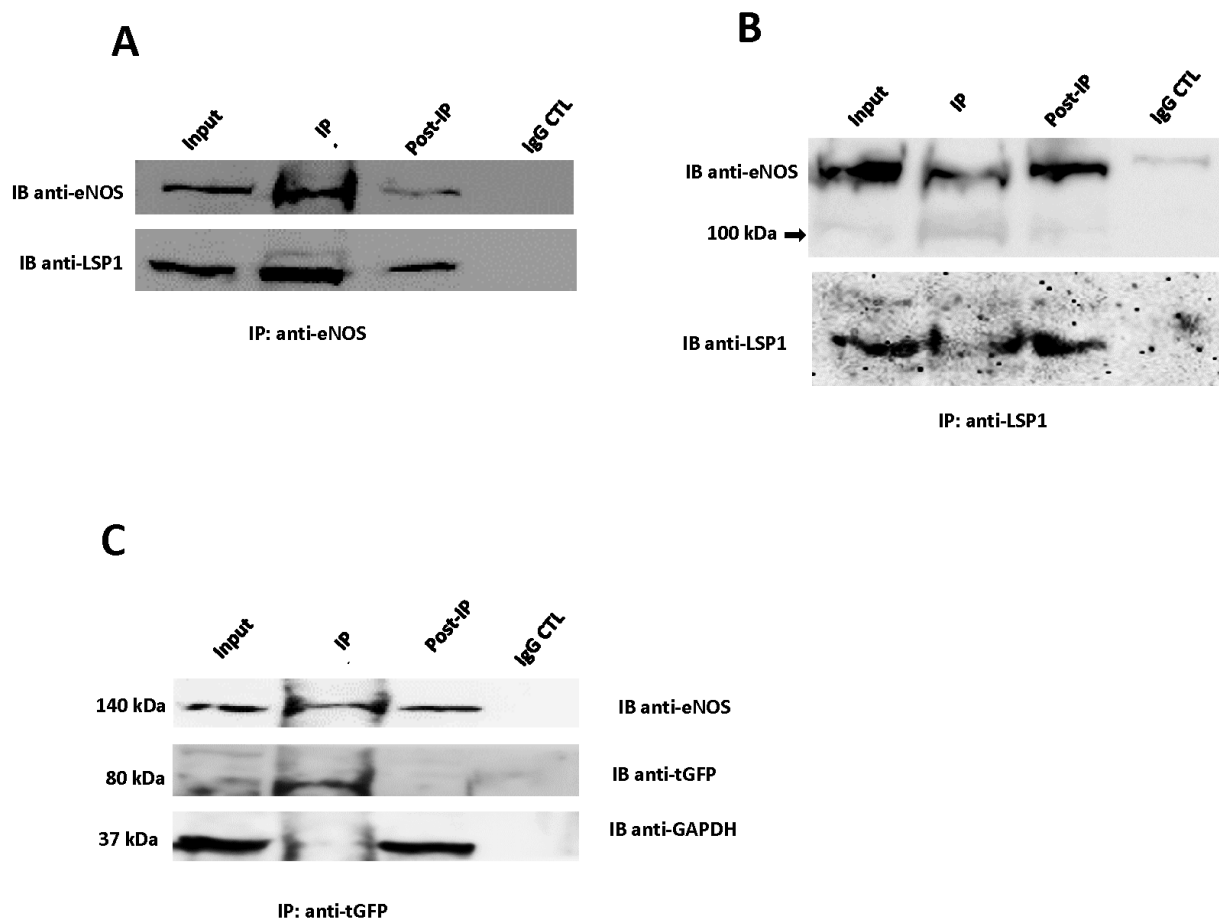 A
Input IP Post-IP IgG CTL
IB anti-eNOS
IB anti-LSP1
IP: anti-eNOS
B
Input IP Post-IP IgG CTL
IB anti-eNOS
100 kDa
IB anti-LSP1
IP: anti-LSP1
C
Input IP Post-IP IgG CTL
140 kDa IB anti-eNOS
80 kDa IB anti-tGFP
37 kDa IB anti-GAPDH
IP: anti-tGFP